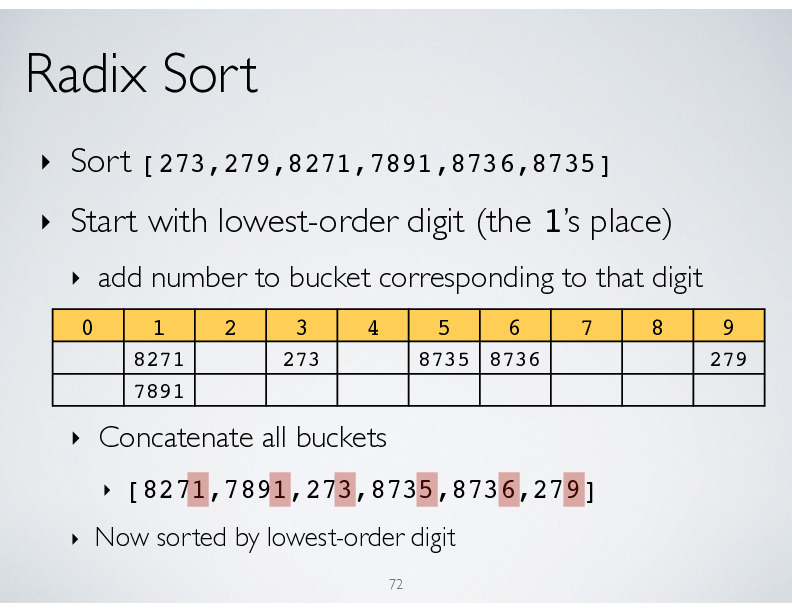 Radix Sort
‣ Sort [273,279,8271,7891,8736,8735]
‣ Start with lowest-order digit (the 1’s place)
‣ add number to bucket corresponding to that digit
0 1 2 3 4 5 6 7 8 9
8271 273 8735 8736 279
7891
‣ Concatenate all buckets
‣ [8271,7891,273,8735,8736,279]
‣ Now sorted by lowest-order digit
72